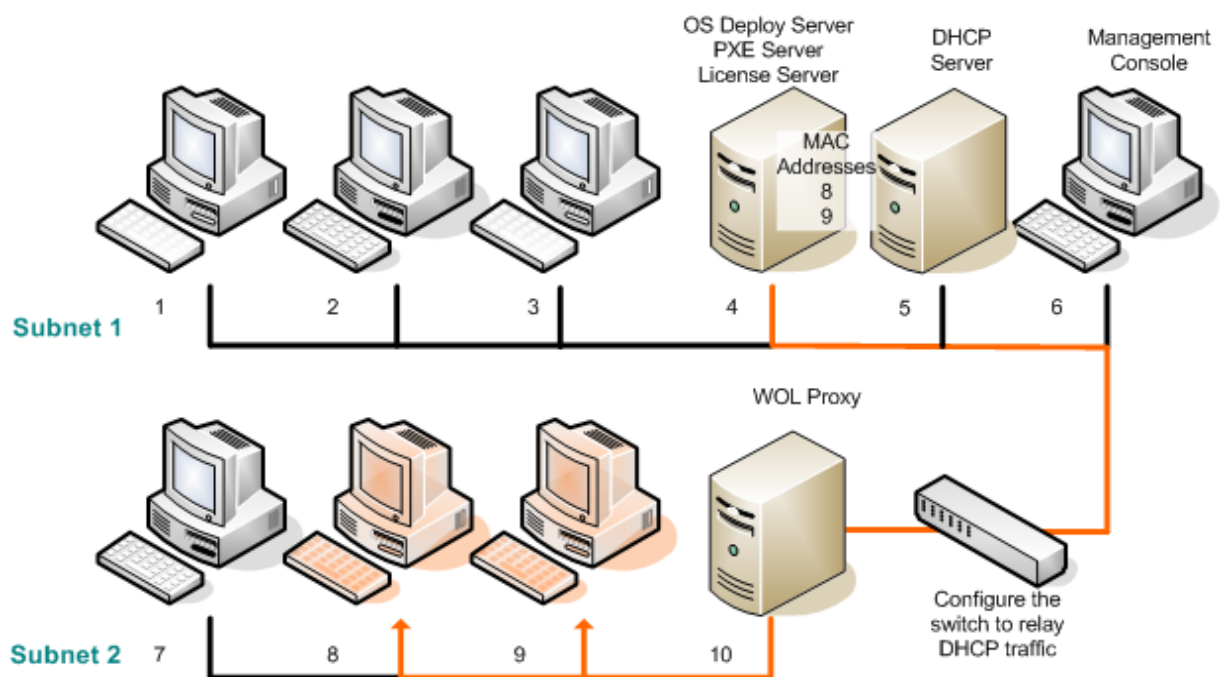 OS Deploy Server
PXE Server
License Server
DHCP
Server
Management
Console
MAC
Addresses
8
9
1
2
3
4
5
6
Subnet 1
WOL Proxy
Configure the
switch to relay
DHCP traffic
Subnet 2
7
8
9
10